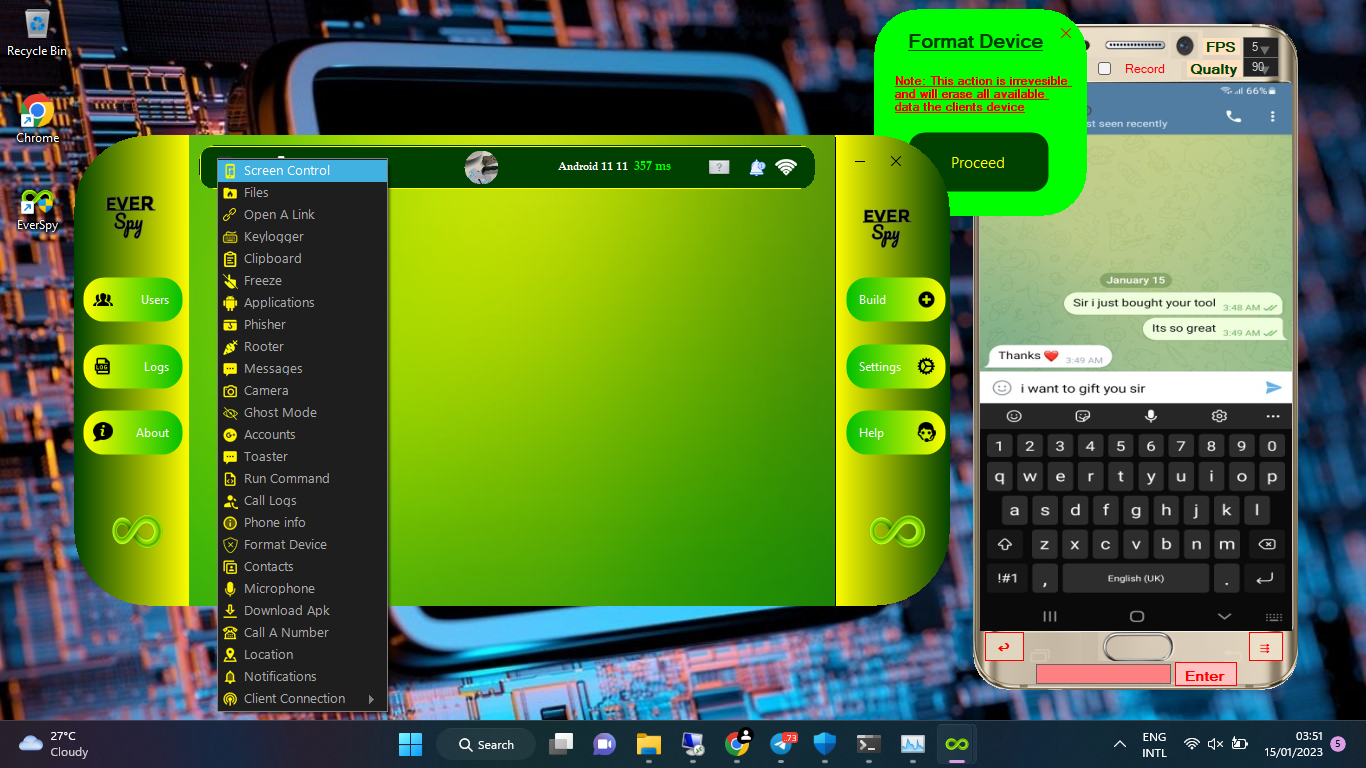 Recycle Bin
Chrome
EverSpy
Format Device
Note: This action is irrevesible
and will erase all available
data the clients device
Proceed
FPS
5
Record
Qualty
90
66%
st seen recently
January 15
Sir i just bought your tool
3:48 AM
Its so great
3:49 AM
Thanks ❤️
3:49 AM
i want to gift you sir
1 2 3 4 5 6 7 8 9 0
q w e r t y u i o p
a s d f g h j k l
z x c v b n m
!#1 , English (UK) .
Enter
EVER
Spy
Users
Logs
LOG
About
Android 11 11 357 ms
?
Screen Control
Files
Open A Link
Keylogger
Clipboard
Freeze
Applications
Phisher
Rooter
Messages
Camera
Ghost Mode
Accounts
Toaster
Run Command
Call Logs
Phone info
Format Device
Contacts
Microphone
Download Apk
Call A Number
Location
Notifications
Client Connection
EVER
Spy
Build
Settings
Help
27°C
Cloudy
Search
.73
ENG
INTL
03:51
15/01/2023
5